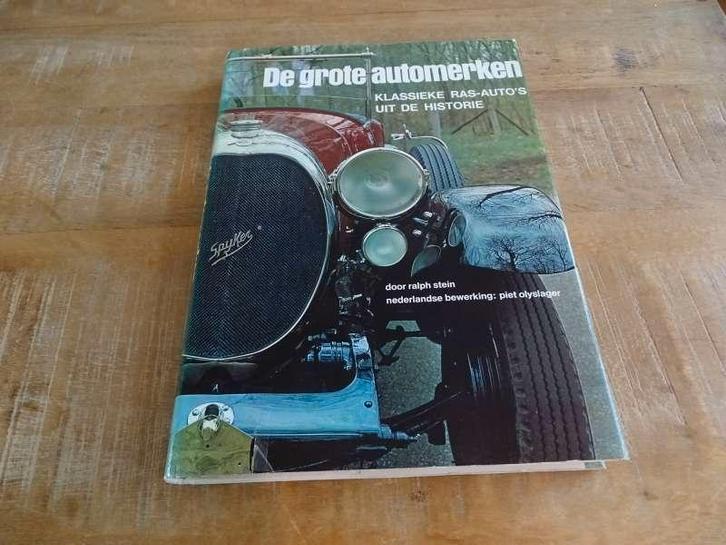 De grote automerken
KLASSIEKE RAS-AUTO'S
UIT DE HISTORIE
Spyker
door ralph stein
nederlandse bewerking: piet olyslager